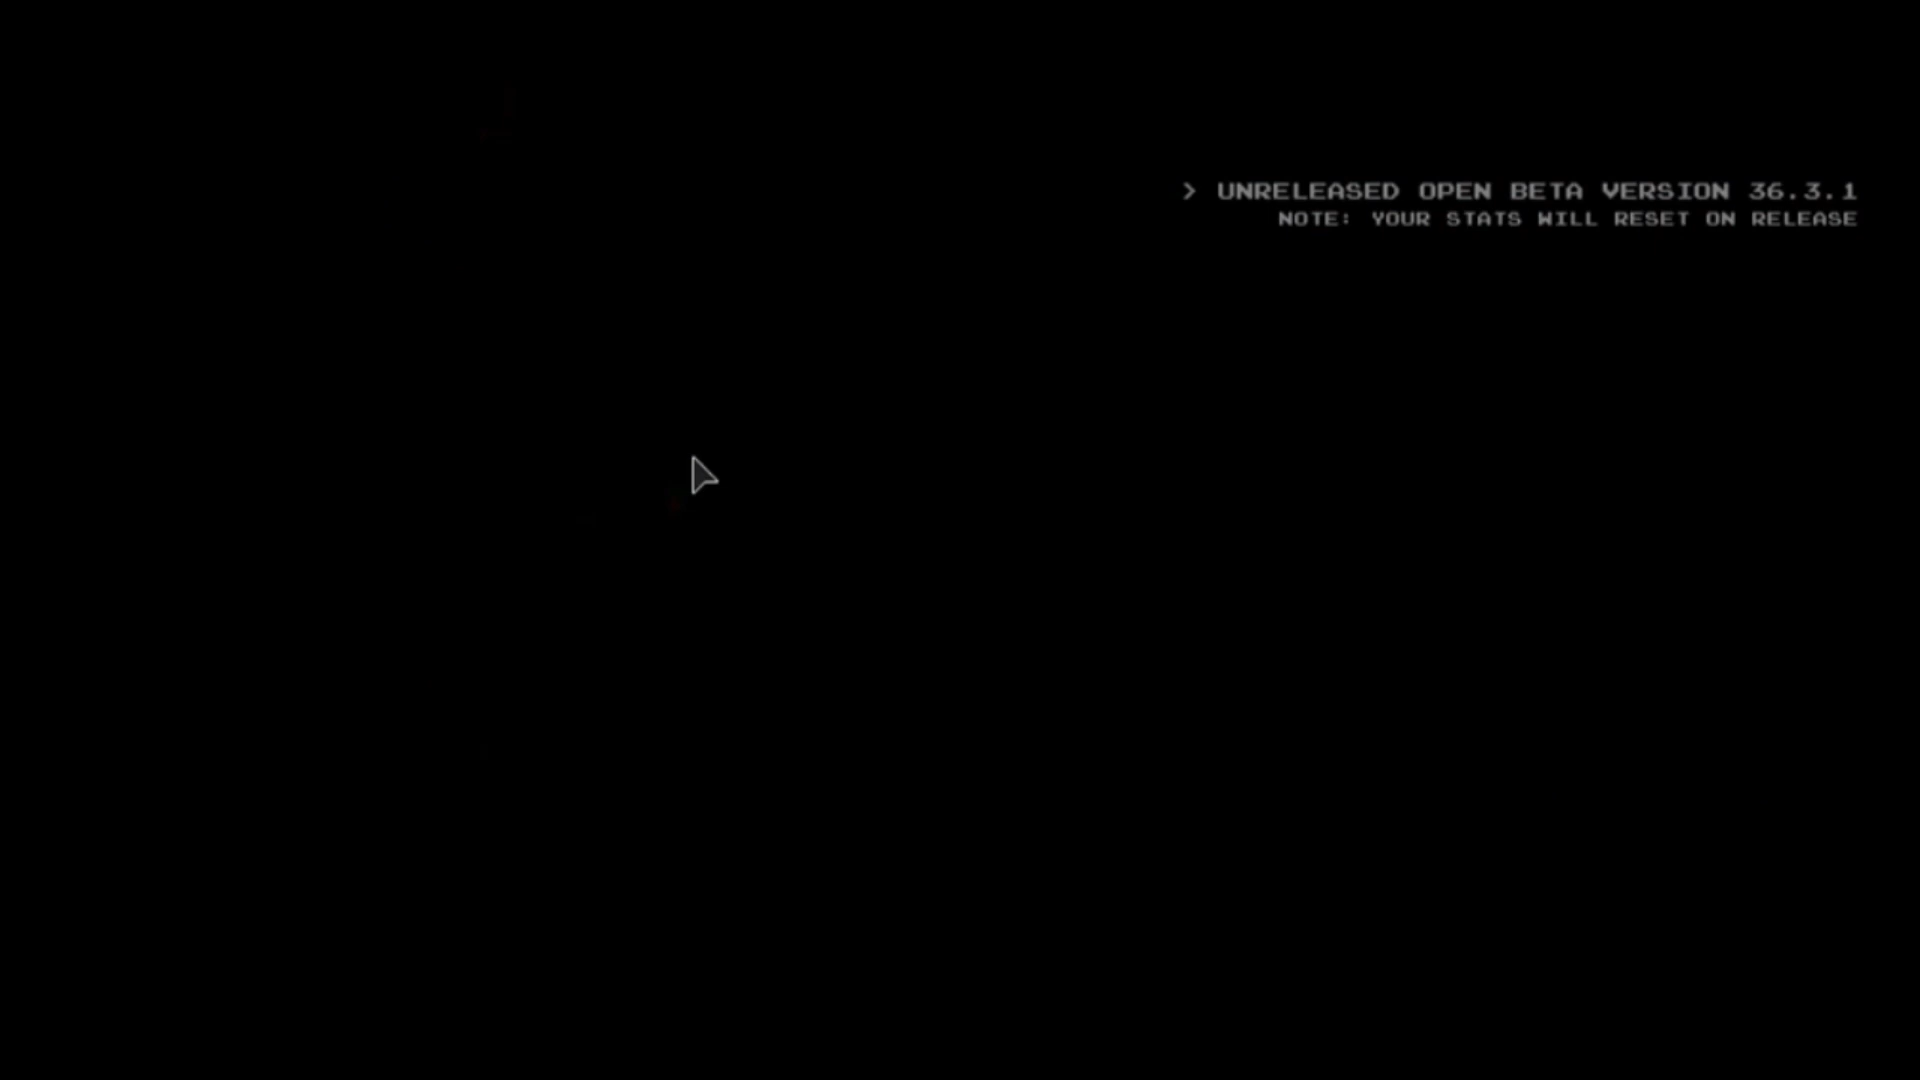 > UNRELEASED OPEN BETA VERSION 36.3.1
NOTE: YOUR STATS WILL RESET ON RELEASE